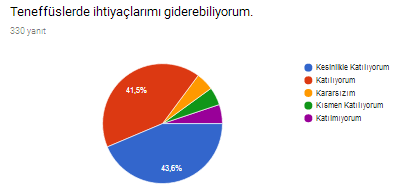 Teneffüslerde ihtiyaçlarımı giderebiliyorum.
330 yanıt
41,5%
43,6%
Kesinlikle Katılıyorum
Katılıyorum
Kararsızım
Kısmen Katılıyorum
Katılmıyorum